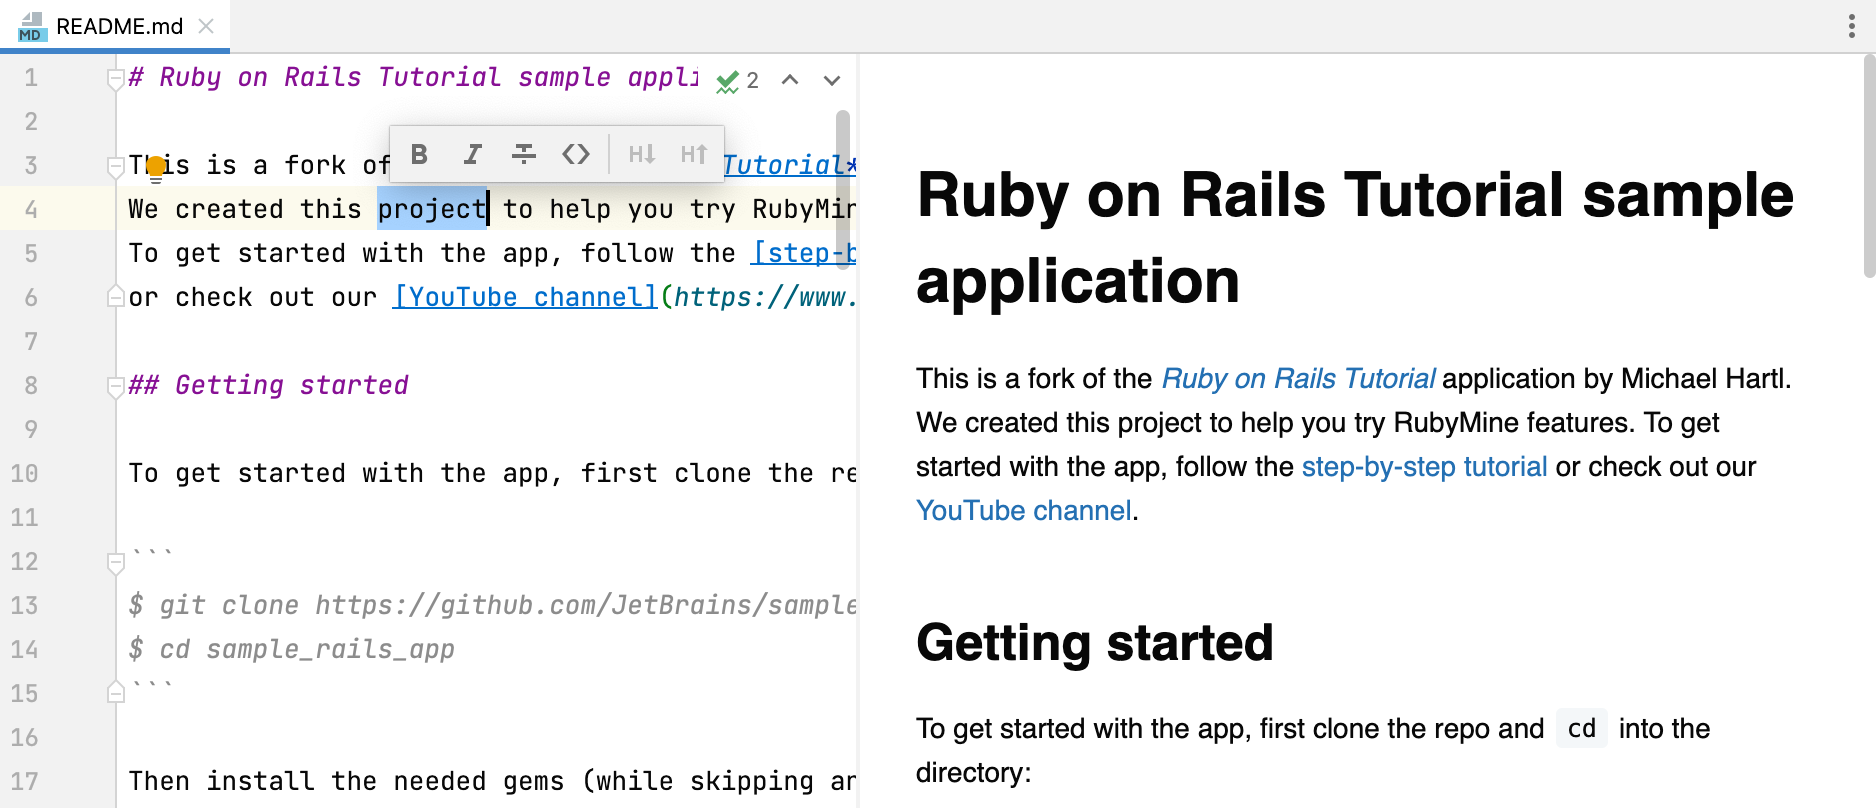 MD README.md
1 # Ruby on Rails Tutorial sample appli 2
2
B I H H
3 This is a fork of Tutorial*
4 We created this project to help you try RubyMin
5 To get started with the app, follow the [step-b
6 or check out our [YouTube channel](https://www.
7
8 ## Getting started
9
10 To get started with the app, first clone the re
11
12 ```
13 $ git clone https://github.com/JetBrains/sample
14 $ cd sample_rails_app
15 ```
16
17 Then install the needed gems (while skipping an
Ruby on Rails Tutorial sample
application
This is a fork of the Ruby on Rails Tutorial application by Michael Hartl.
We created this project to help you try RubyMine features. To get
started with the app, follow the step-by-step tutorial or check out our
YouTube channel.
Getting started
To get started with the app, first clone the repo and cd into the
directory: